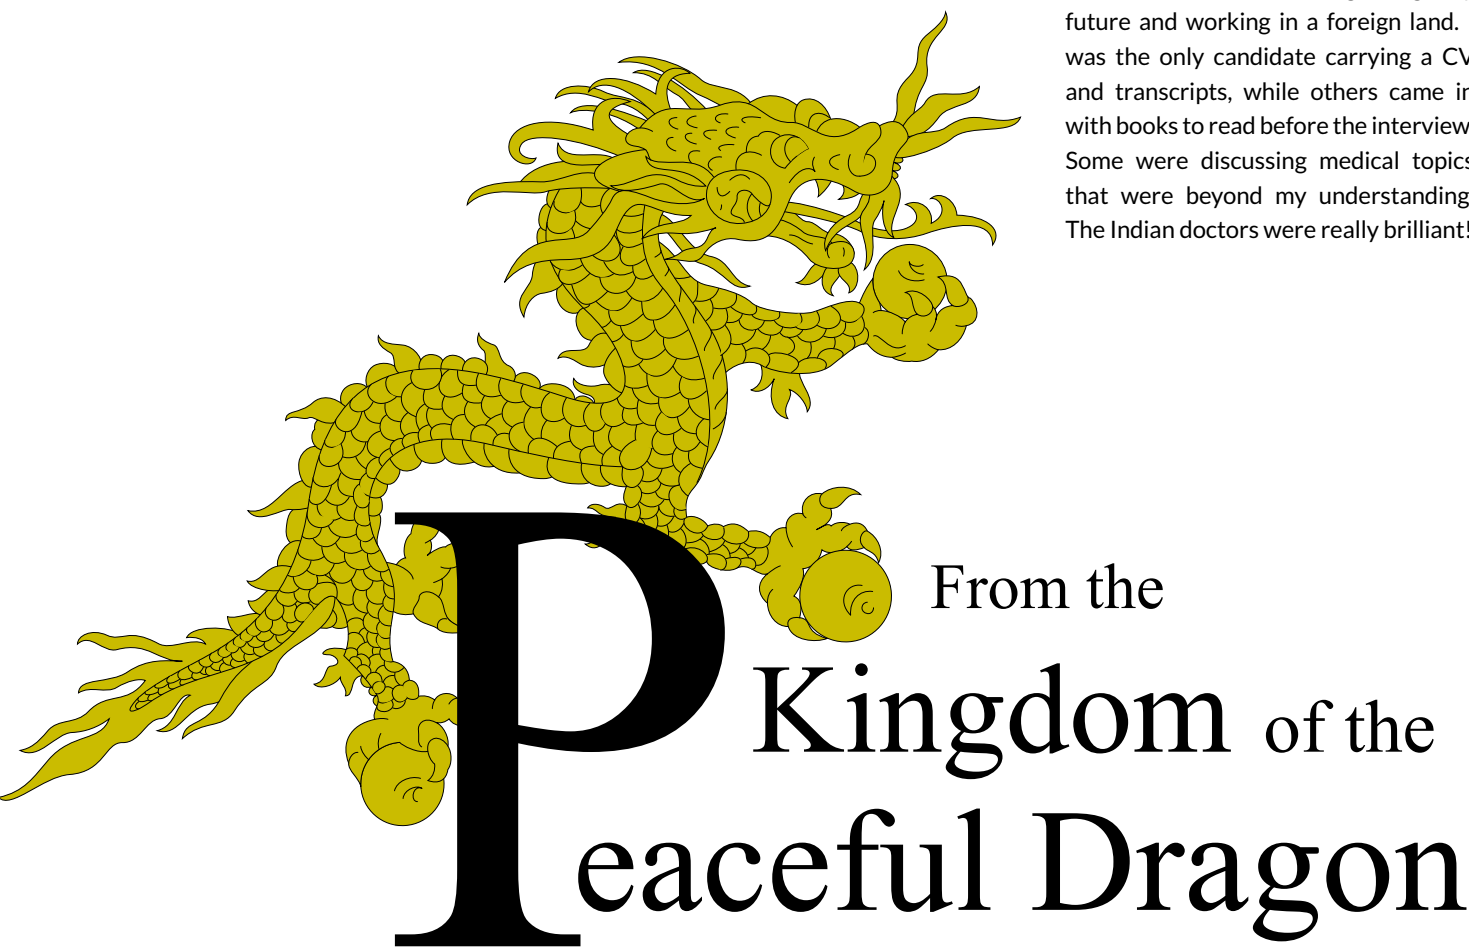 future and working in a foreign land.
was the only candidate carrying a CV
and transcripts, while others came in
with books to read before the interview
Some were discussing medical topics
that were beyond my understanding
The Indian doctors were really brilliant!
From the
Kingdom of the
Peaceful Dragon